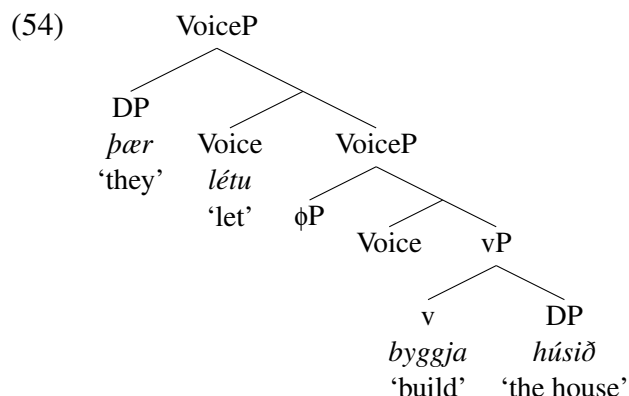 (54) VoiceP
DP
þær Voice VoiceP
'they' létu
'let' ϕP
Voice vP
v DP
byggja húsið
'build' 'the house'